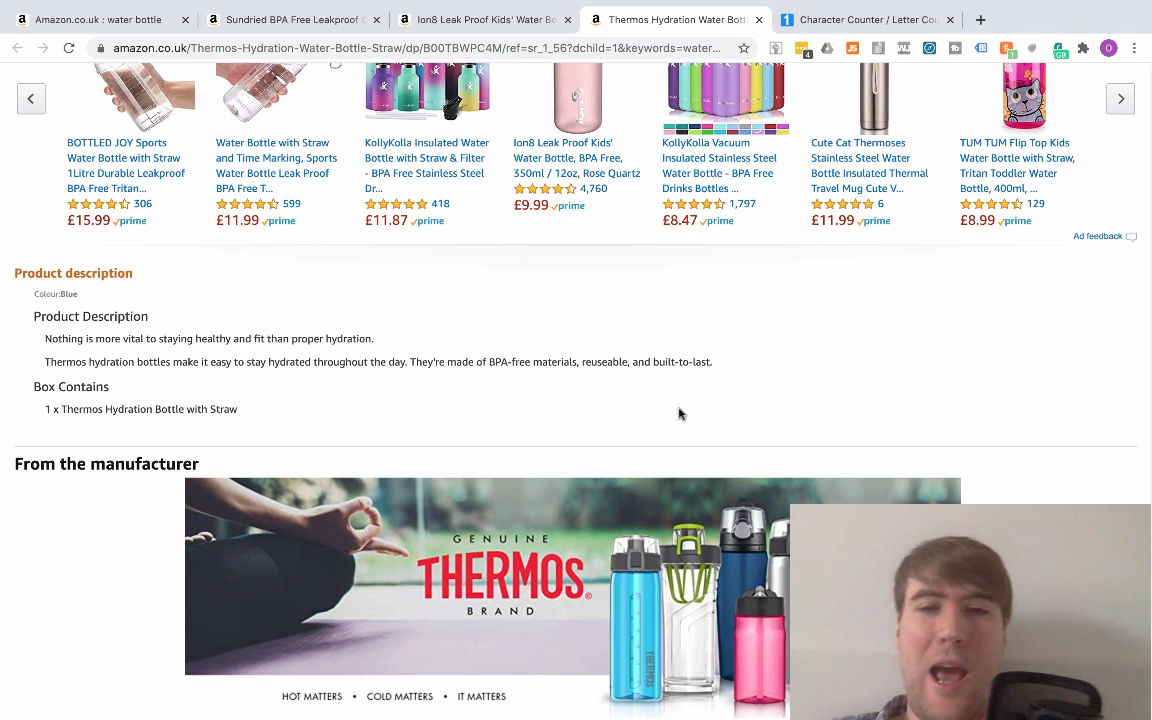 Amazon.co.uk : water bottle
Sundried BPA Free Leakproof
Ion8 Leak Proof Kids' Water Bo
Thermos Hydration Water Bottl
Character Counter / Letter Cou
amazon.co.uk/Thermos-Hydration-Water-Bottle-Straw/dp/B00TBWPC4M/ref=sr_1_56?dchild=1&keywords=water...
BOTTLED JOY Sports
Water Bottle with Straw
1Litre Durable Leakproof
BPA Free Tritan...
306
£15.99 prime
Water Bottle with Straw
and Time Marking, Sports
Water Bottle Leak Proof
BPA Free T...
599
£11.99 prime
KollyKolla Insulated Water
Bottle with Straw & Filter
- BPA Free Stainless Steel
Dr...
418
£11.87 prime
Ion8 Leak Proof Kids'
Water Bottle, BPA Free,
350ml / 12oz, Rose Quartz
4,760
£9.99 prime
KollyKolla Vacuum
Insulated Stainless Steel
Water Bottle - BPA Free
Drinks Bottles ...
1,797
£8.47 prime
Cute Cat Thermoses
Stainless Steel Water
Bottle Insulated Thermal
Travel Mug Cute V...
6
£11.99 prime
TUM TUM Flip Top Kids
Water Bottle with Straw,
Tritan Toddler Water
Bottle, 400ml, ...
129
£8.99 prime
Ad feedback
Product description
Colour:Blue
Product Description
Nothing is more vital to staying healthy and fit than proper hydration.
Thermos hydration bottles make it easy to stay hydrated throughout the day. They're made of BPA-free materials, reuseable, and built-to-last.
Box Contains
1 x Thermos Hydration Bottle with Straw
From the manufacturer
GENUINE
THERMOS®
BRAND
THERMOS
HOT MATTERS • COLD MATTERS • IT MATTERS